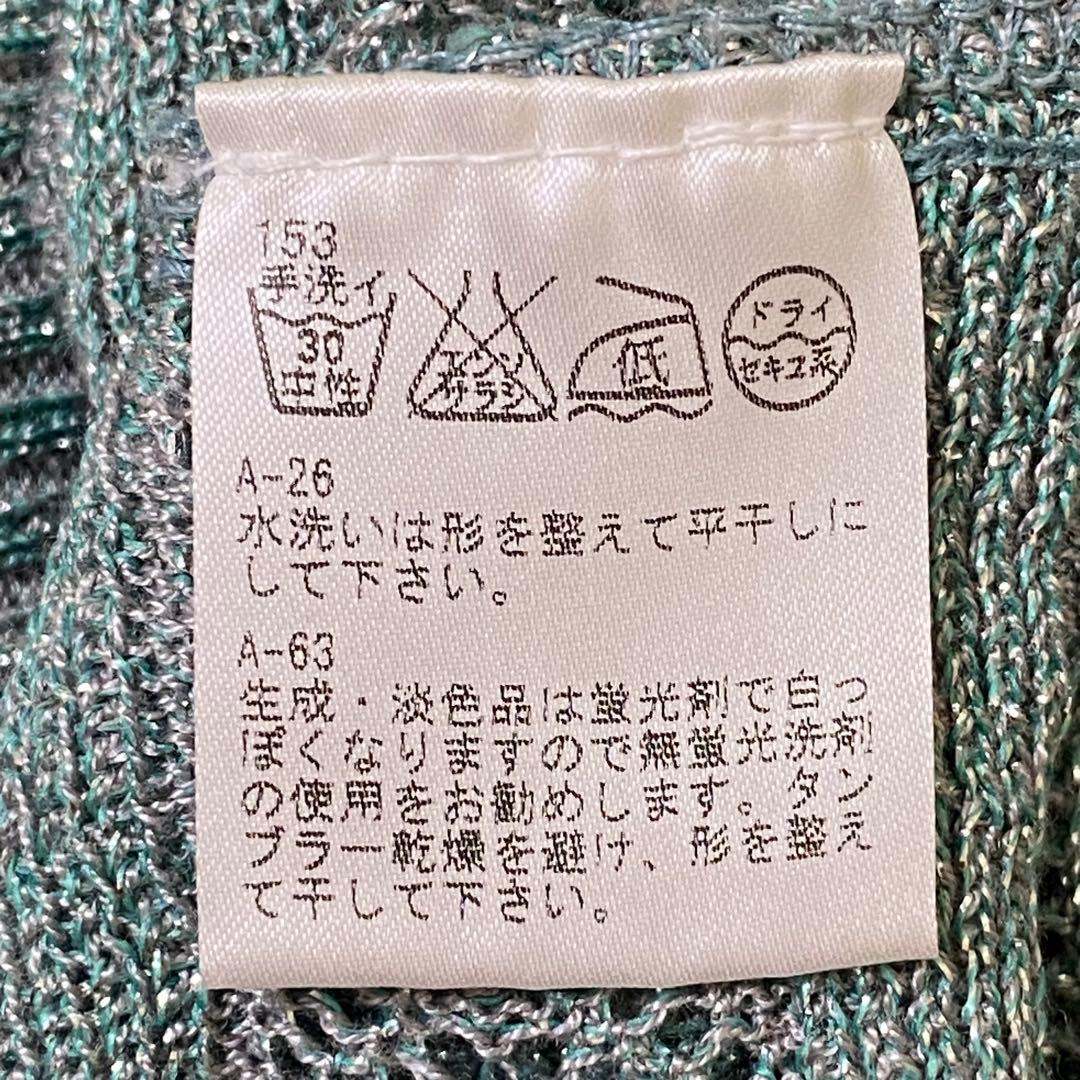 153
手洗イ
30
中性
エンソ
サラシ
低
ドライ
セキユ系
A-26
水洗いは形を整えて平干しに
して下さい。
A-63
生成・淡色品は蛍光剤で白っ
ぽくなりますので無蛍光洗剤
の使用をお勧めします。タン
ブラー乾燥を避け、形を整え
て干して下さい。